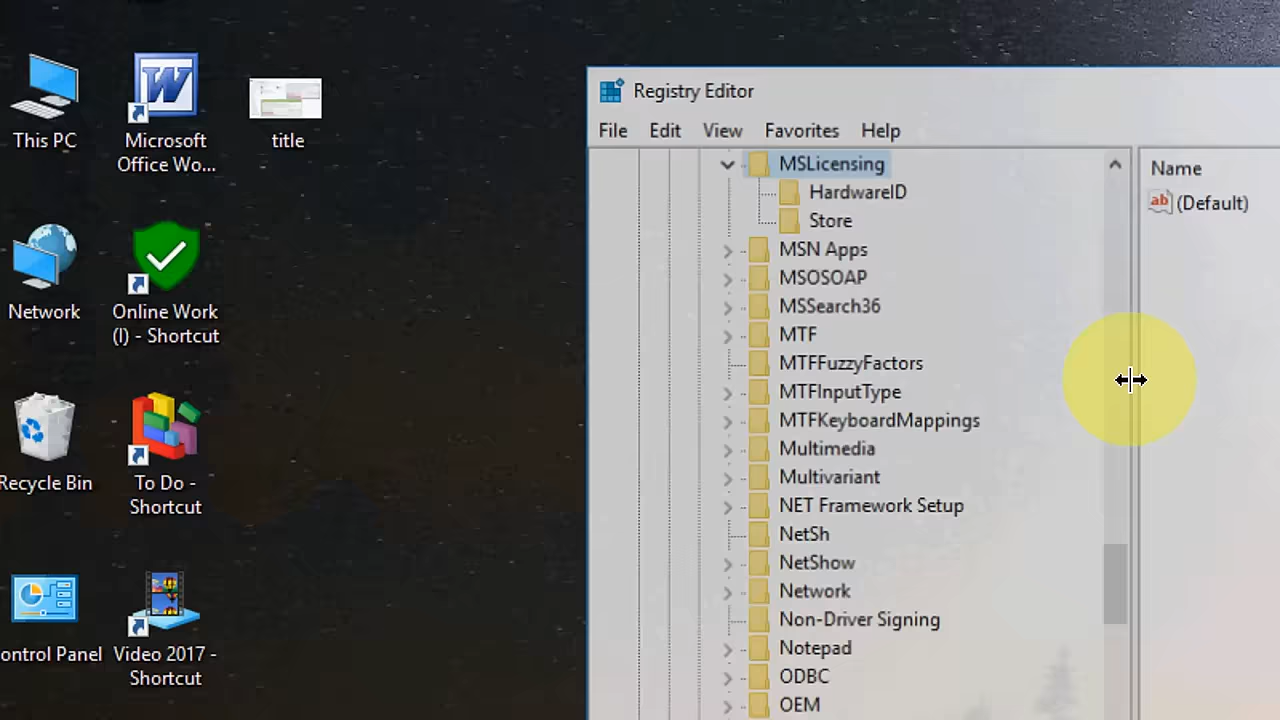 This PC
Microsoft
Office Wo...
title
Network
Online Work
(I) - Shortcut
Recycle Bin
To Do -
Shortcut
ontrol Panel
Video 2017 -
Shortcut
Registry Editor
File Edit View Favorites Help
MSLicensing
HardwareID
Store
MSN Apps
MSOSOAP
MSSearch36
MTF
MTFFuzzyFactors
MTFInputType
MTFKeyboardMappings
Multimedia
Multivariant
NET Framework Setup
NetSh
NetShow
Network
Non-Driver Signing
Notepad
ODBC
OEM
Name
ab (Default)